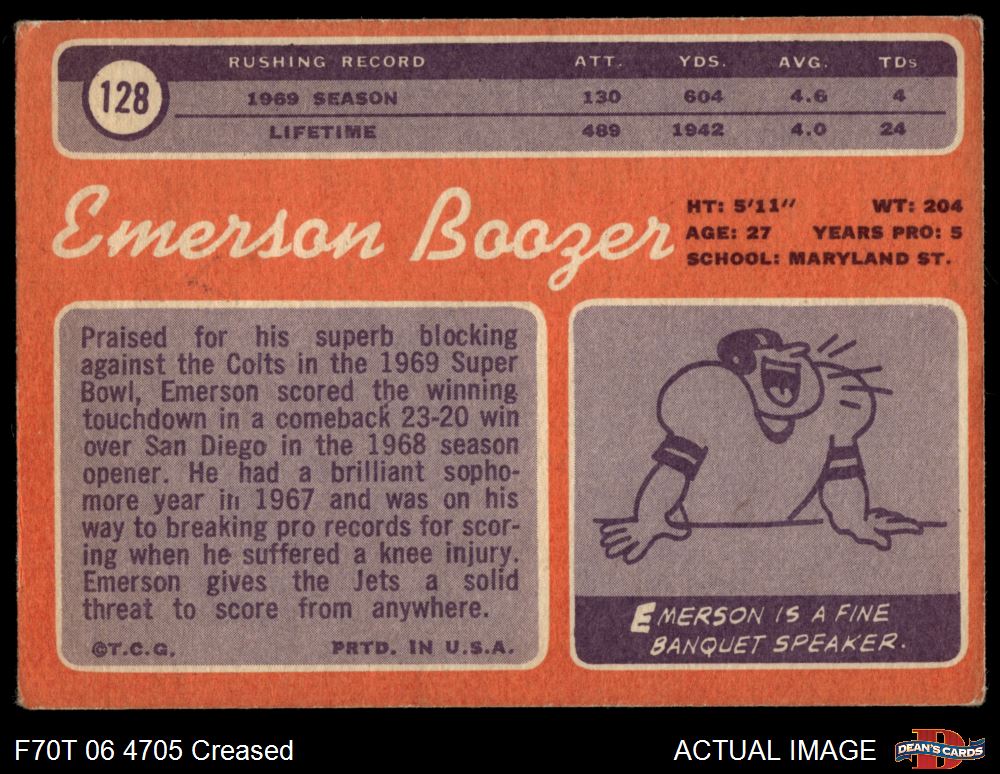 RUSHING RECORD ATT. YDS. AVG. TDs
128
1969 SEASON 130 604 4.6 4
LIFETIME 489 1942 4.0 24
Emerson Boozer
HT: 5'11" WT: 204
AGE: 27 YEARS PRO: 5
SCHOOL: MARYLAND ST.
Praised for his superb blocking
against the Colts in the 1969 Super
Bowl, Emerson scored the winning
touchdown in a comeback 23-20 win
over San Diego in the 1968 season
opener. He had a brilliant sopho-
more year in 1967 and was on his
way to breaking pro records for scor-
ing when he suffered a knee injury.
Emerson gives the Jets a solid
threat to score from anywhere.
©T.C.G. PRTD. IN U.S.A.
EMERSON IS A FINE
BANQUET SPEAKER.
F70T 06 4705 Creased
ACTUAL IMAGE
D
DEAN'S CARDS